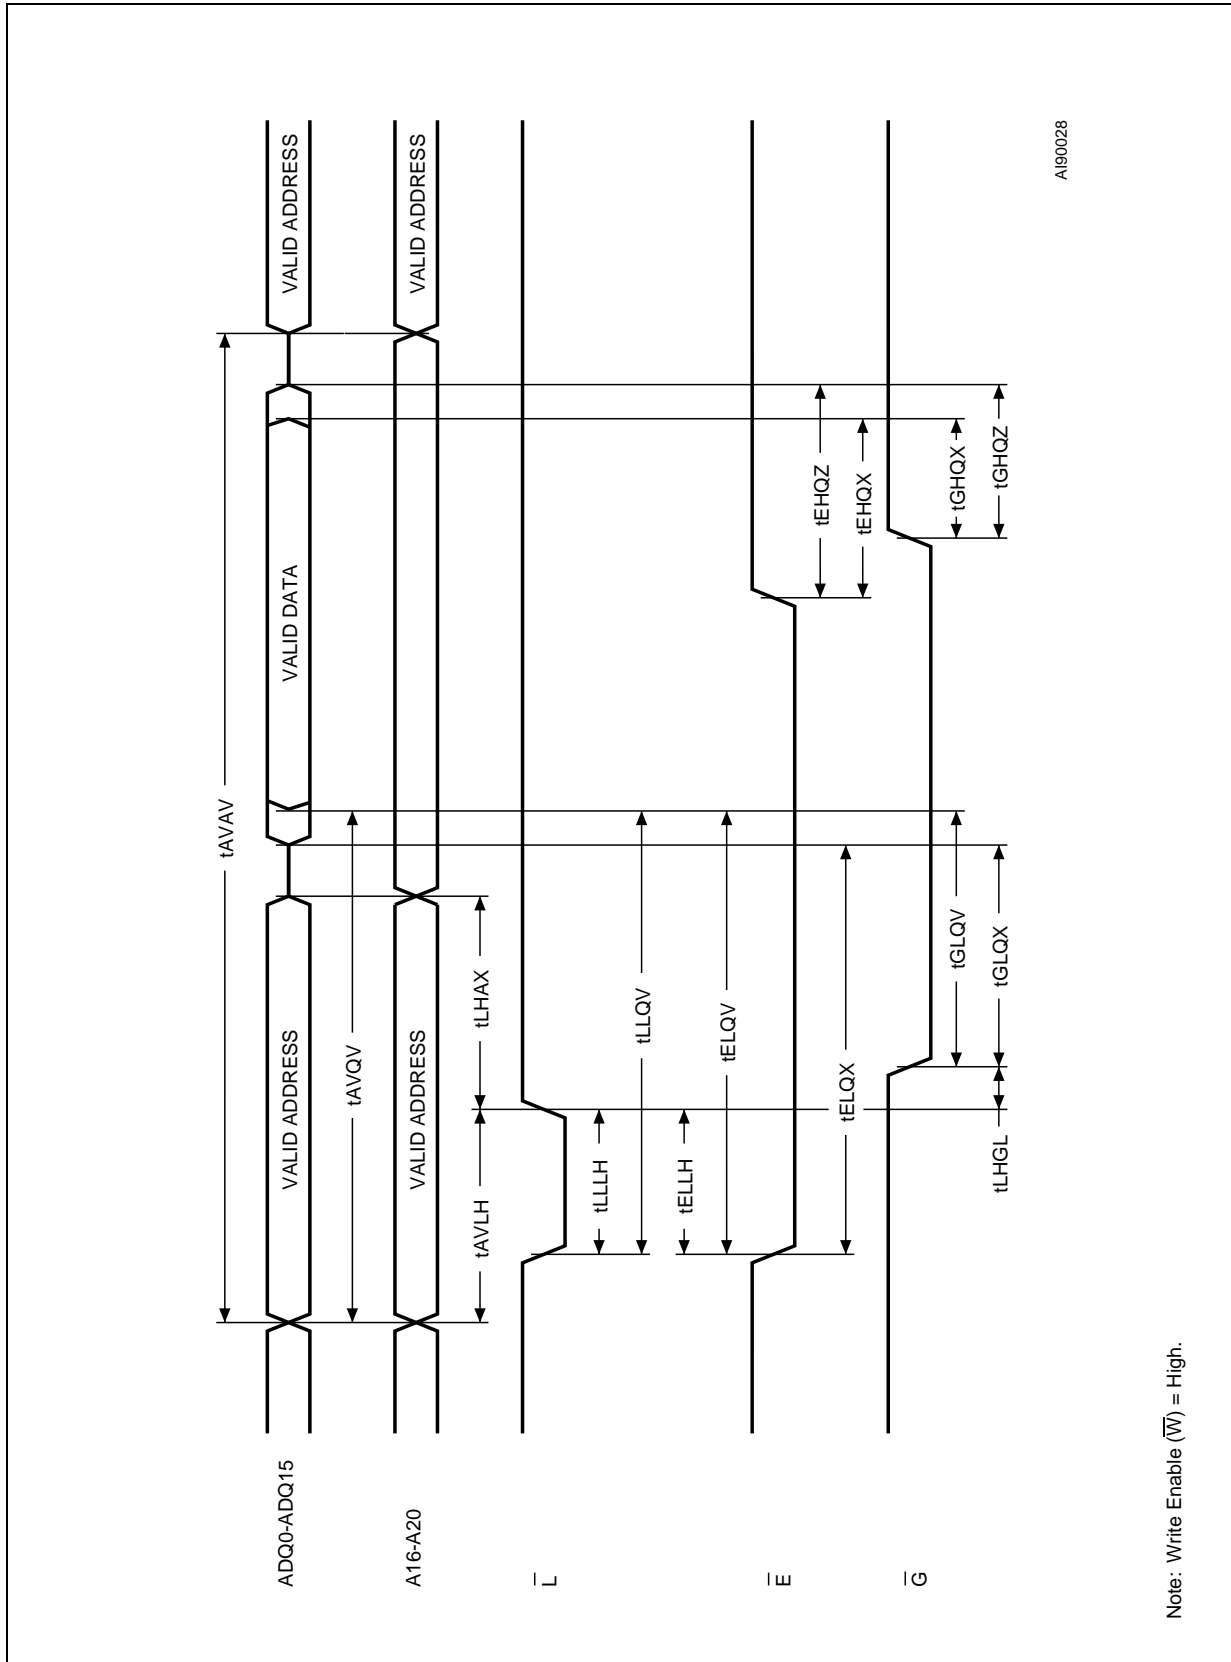 tAVAV
ADQ0-ADQ15
VALID ADDRESS
VALID DATA
VALID ADDRESS
tAVQV
A16-A20
VALID ADDRESS
VALID ADDRESS
tAVLH
tLHAX
L̅
tLLLH
tLLQV
tELLH
tELQV
E̅
tEHQZ
tELQX
tEHQX
G̅
tGLQV
tGHQX
tLHGL
tGLQX
tGHQZ
AI90028
Note: Write Enable (W̅) = High.